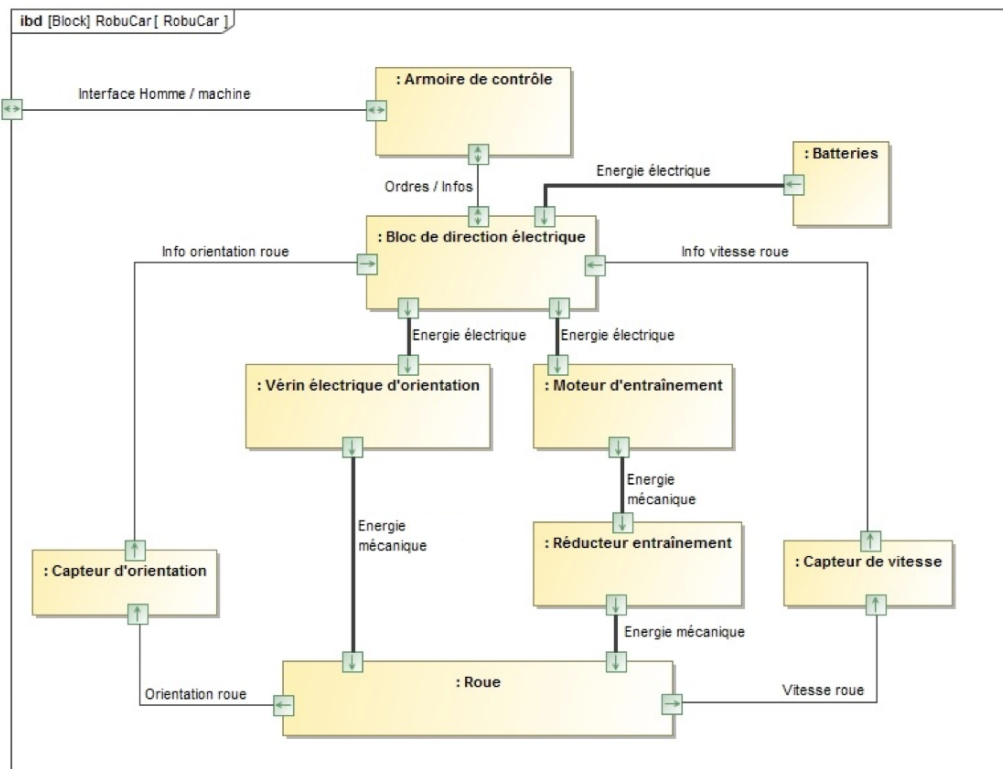 ibd [Block] RobuCar [ RobuCar ]
: Armoire de contrôle
Interface Homme / machine
: Batteries
Energie électrique
Ordres / Infos
: Bloc de direction électrique
Info orientation roue
Info vitesse roue
Energie électrique
Energie électrique
: Vérin électrique d'orientation
: Moteur d'entraînement
Energie
mécanique
Energie
mécanique
: Réducteur entraînement
: Capteur d'orientation
: Capteur de vitesse
Energie mécanique
: Roue
Orientation roue
Vitesse roue